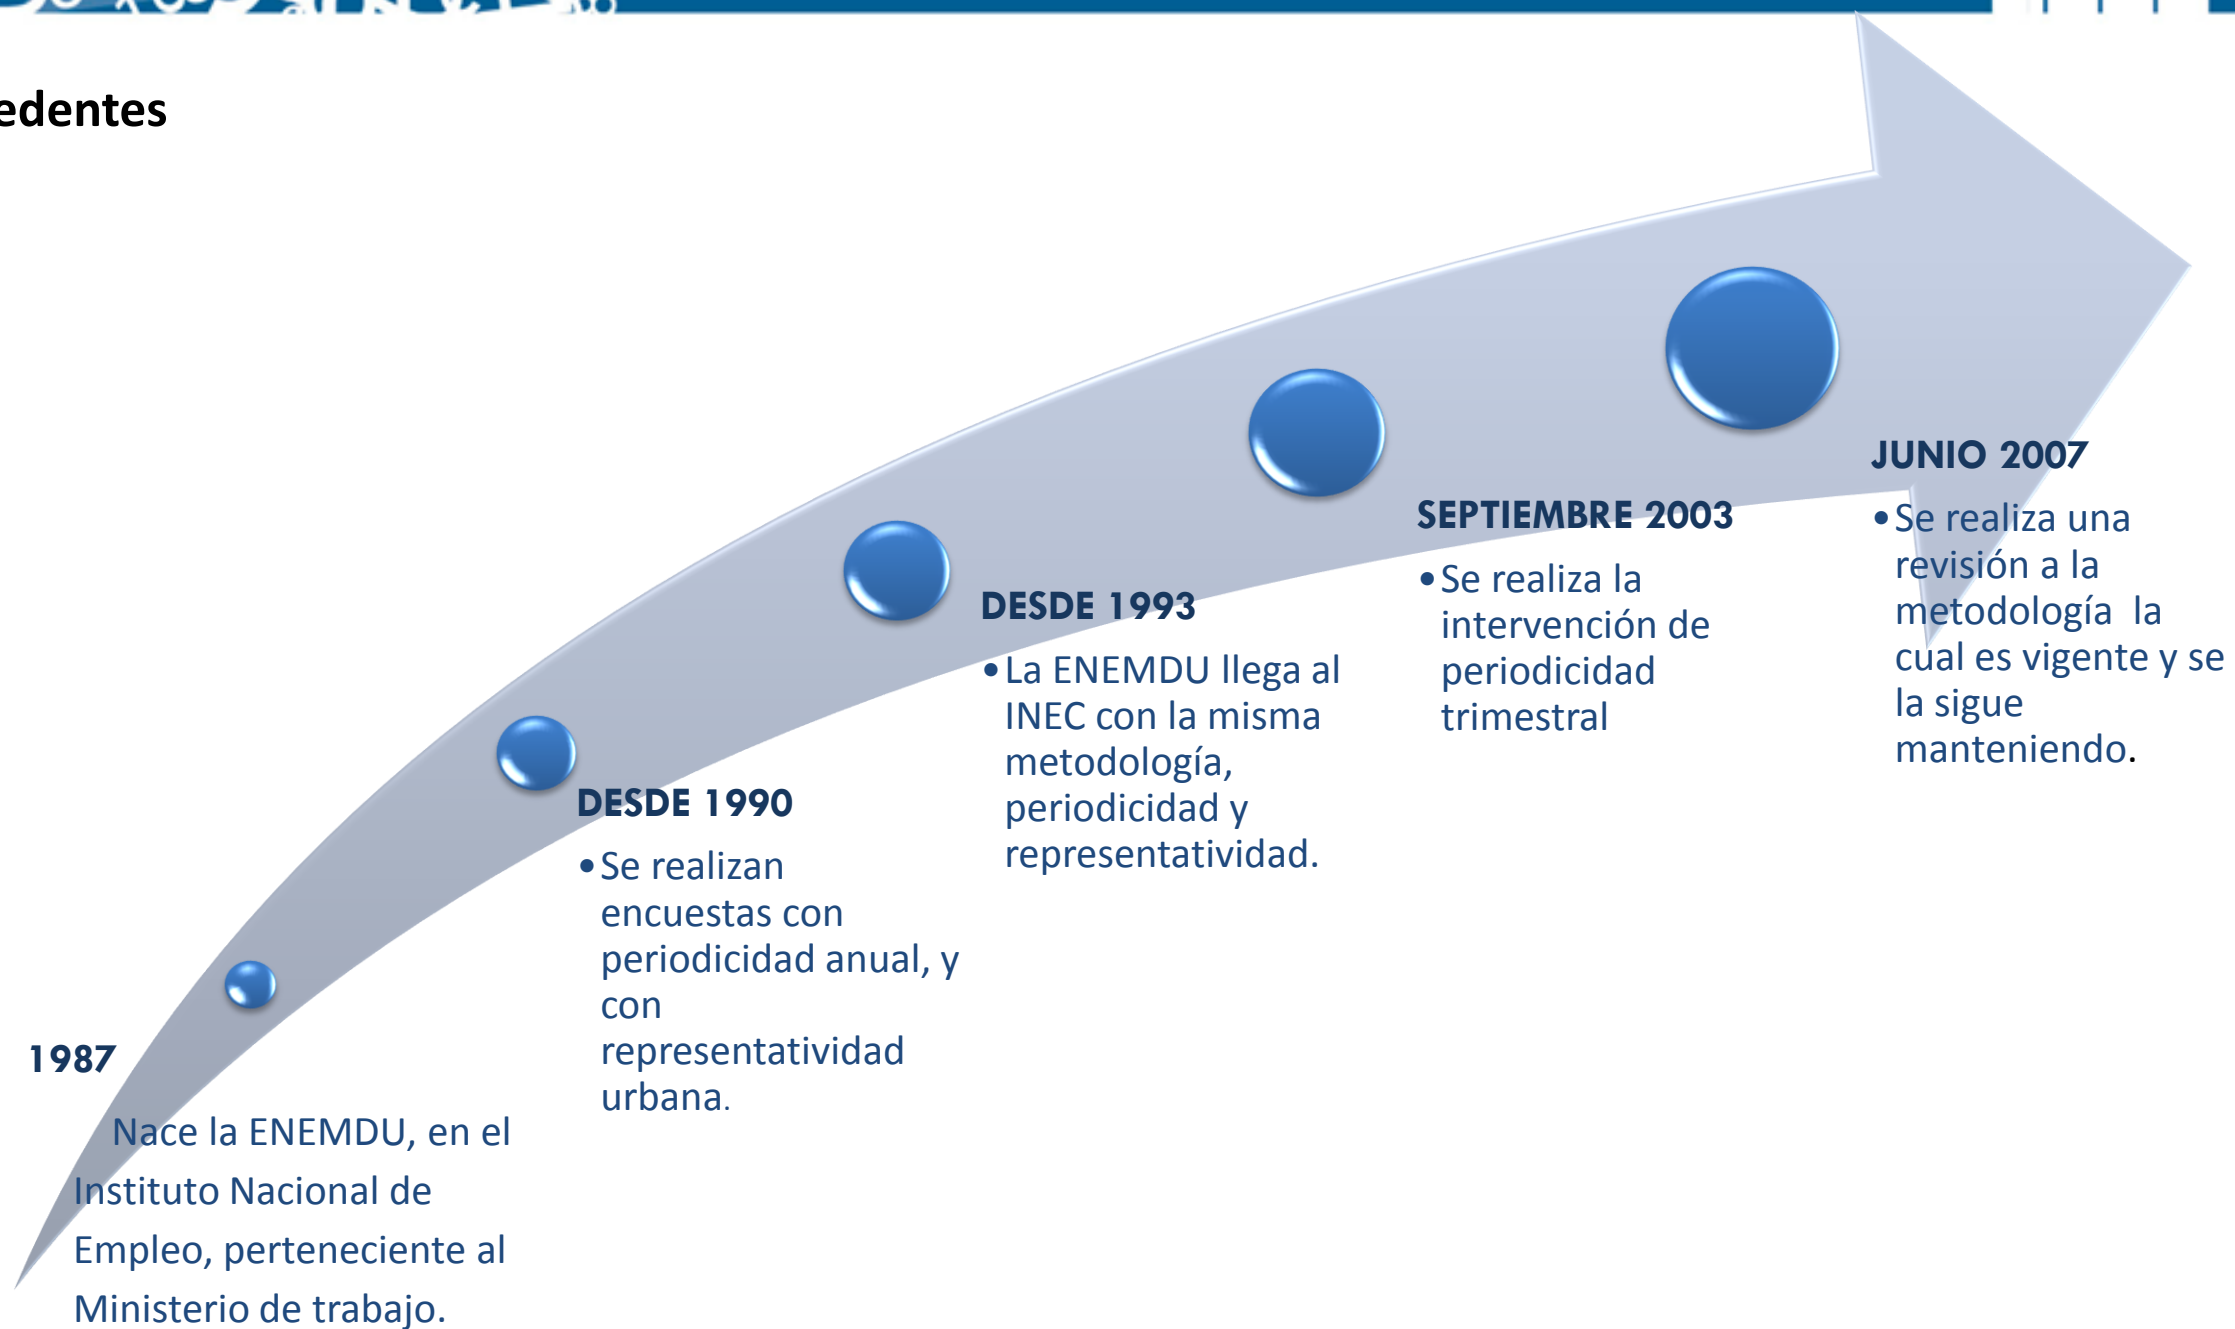 edentes
1987
Nace la ENEMDU, en el
Instituto Nacional de
Empleo, perteneciente al
Ministerio de trabajo.
DESDE 1990
•Se realizan
encuestas con
periodicidad anual, y
con
representatividad
urbana.
DESDE 1993
•La ENEMDU llega al
INEC con la misma
metodología,
periodicidad y
representatividad.
SEPTIEMBRE 2003
•Se realiza la
intervención de
periodicidad
trimestral
JUNIO 2007
•Se realiza una
revisión a la
metodología  la
cual es vigente y se
la sigue
manteniendo.